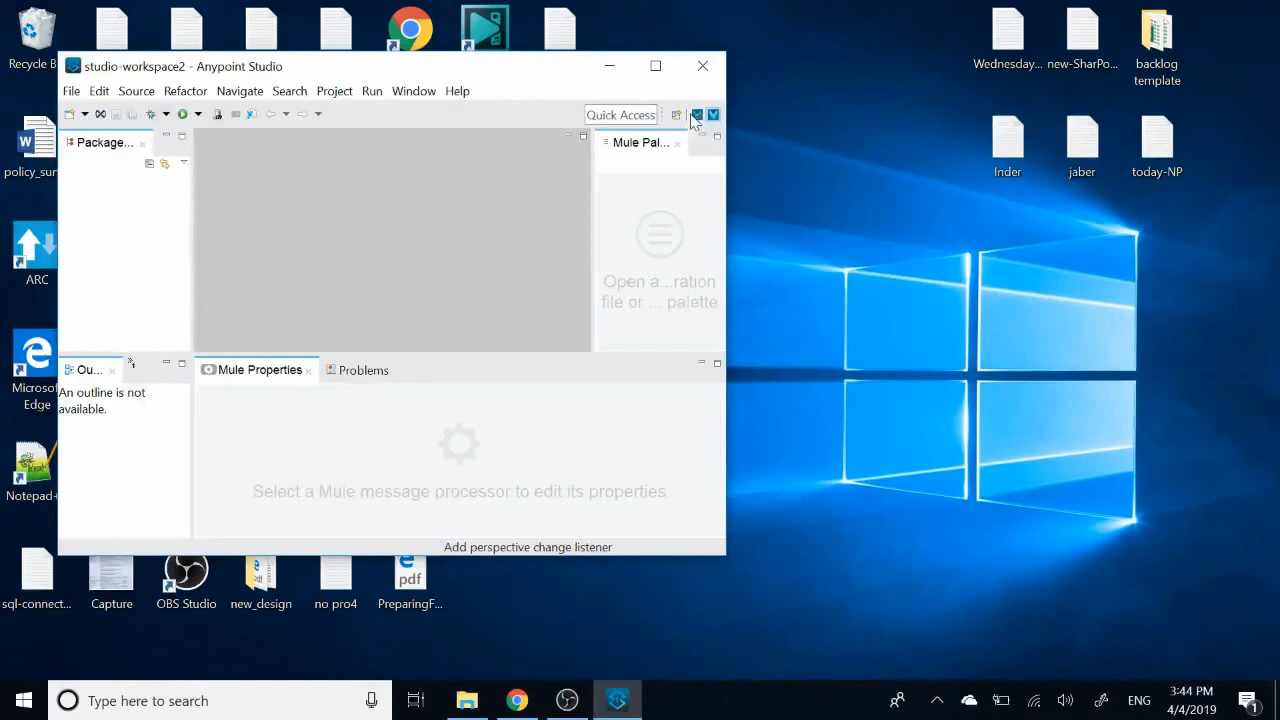 Recycle B
Wednesday...
new-SharPo...
backlog
template
studio-workspace2 - Anypoint Studio
File Edit Source Refactor Navigate Search Project Run Window Help
Quick Access
Package...
Mule Pal...
policy_sur
Inder
jaber
today-NP
ARC
Open a...ration
file or ... palette
Microso
Edge
Ou...
Mule Properties
Problems
An outline is not
available.
Notepad+
Select a Mule message processor to edit its properties
Add perspective change listener
pdf
sql-connect...
Capture
OBS Studio
new_design
no pro4
PreparingF...
Type here to search
ENG
3:44 PM
4/4/2019
1